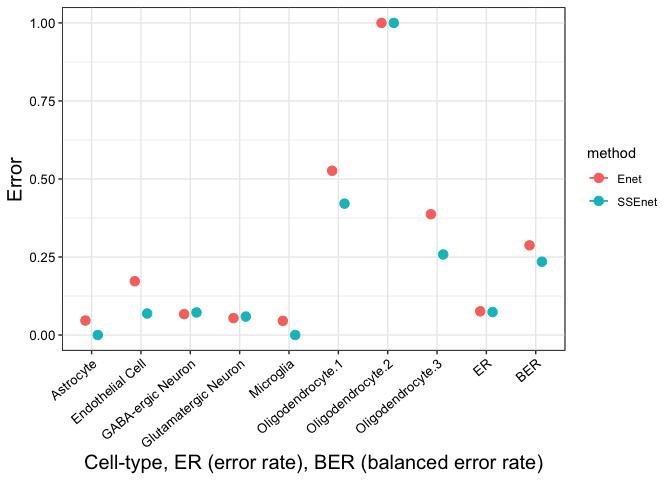 1.00
0.75
0.50
0.25
0.00
Error
Astrocyte
Endothelial Cell
GABA-ergic Neuron
Glutamatergic Neuron
Microglia
Oligodendrocyte.1
Oligodendrocyte.2
Oligodendrocyte.3
ER
BER
Cell-type, ER (error rate), BER (balanced error rate)
method
Enet
SSEnet